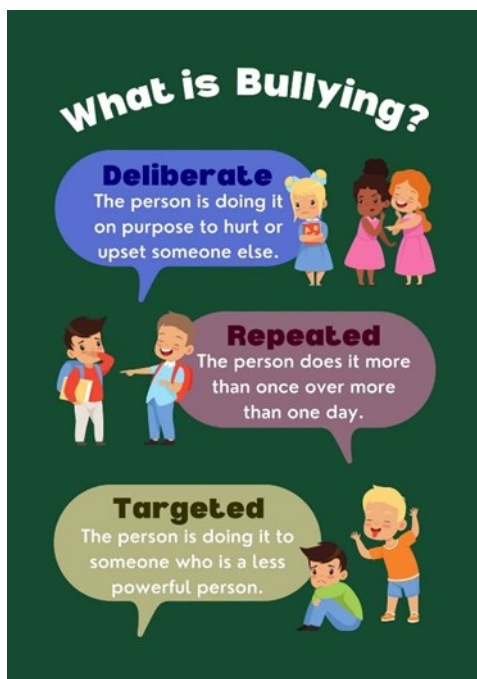 What is Bullying?
Deliberate
The person is doing it
on purpose to hurt or
upset someone else.
Repeated
The person does it more
than once over more
than one day.
Targeted
The person is doing it to
someone who is a less
powerful person.